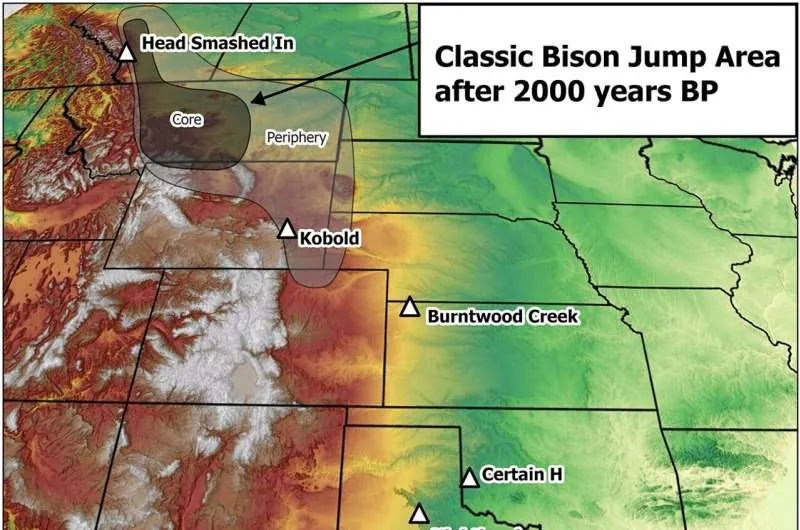 Classic Bison Jump Area
after 2000 years BP
Head Smashed In
Core
Periphery
Kobold
Burntwood Creek
Certain H